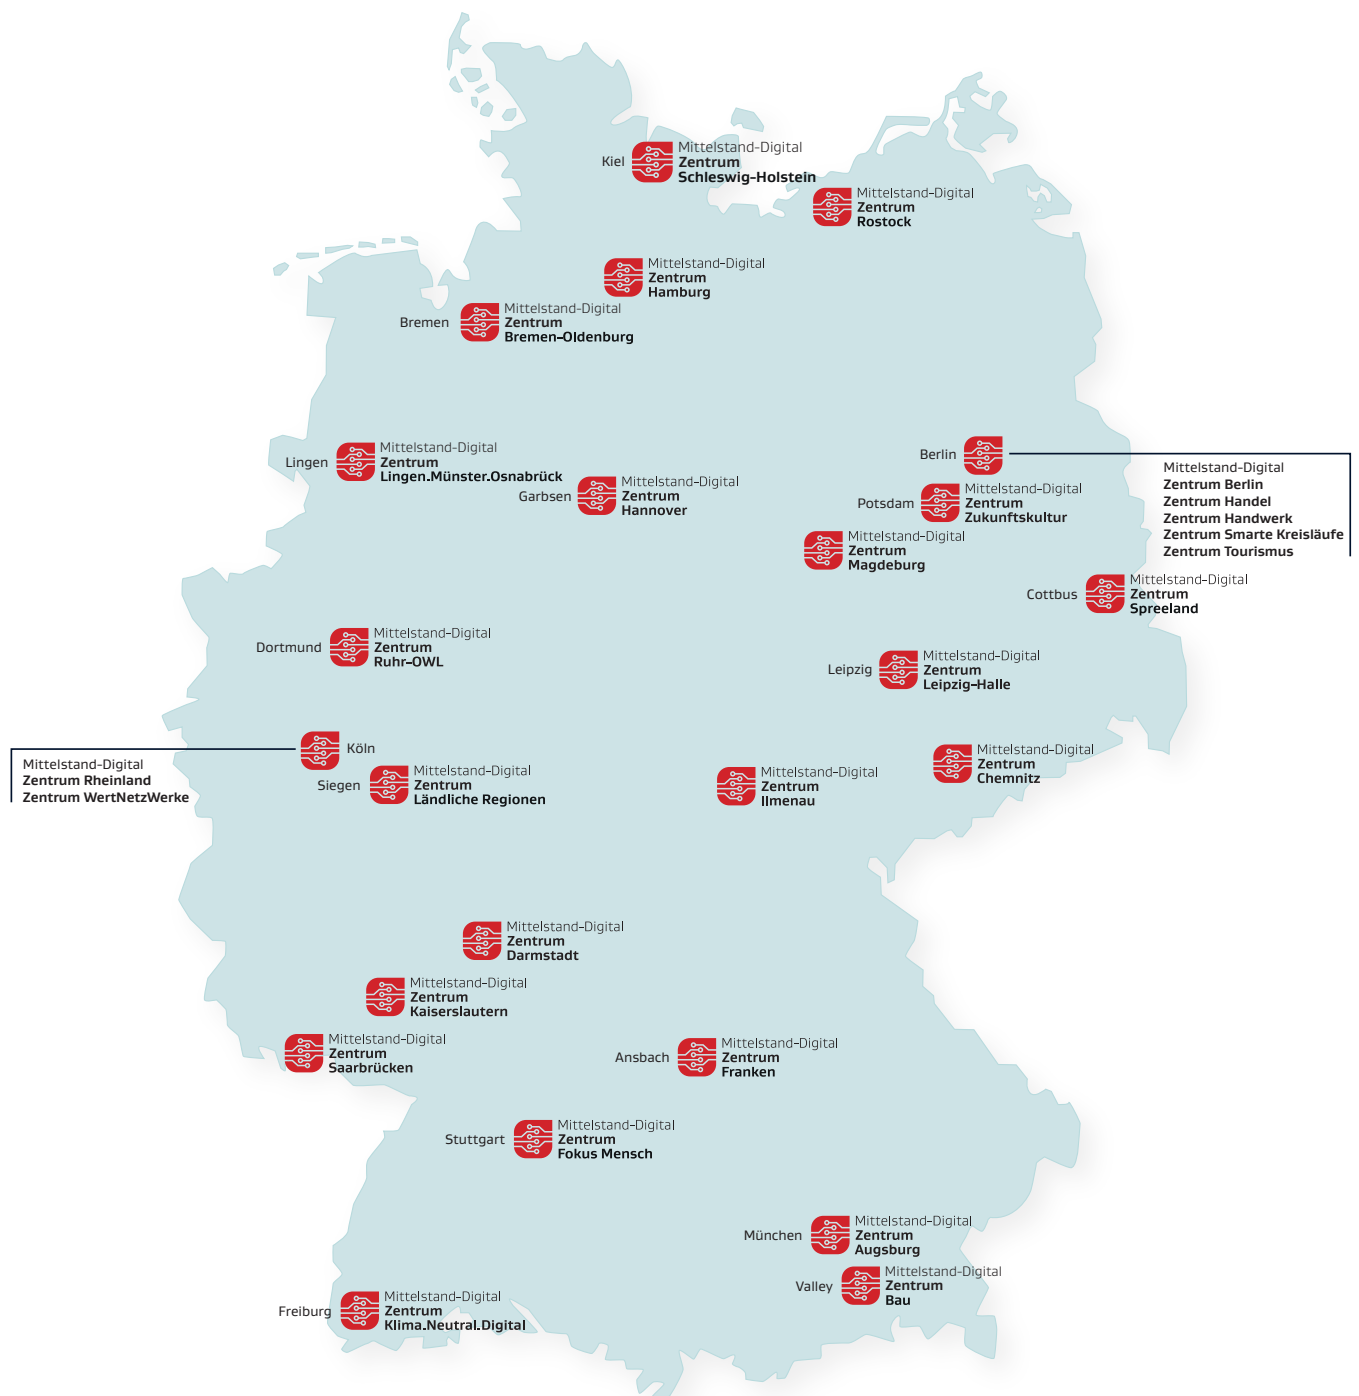 Kiel
Mittelstand-Digital
Zentrum
Schleswig-Holstein
Mittelstand-Digital
Zentrum
Rostock
Mittelstand-Digital
Zentrum
Hamburg
Bremen
Mittelstand-Digital
Zentrum
Bremen-Oldenburg
Lingen
Mittelstand-Digital
Zentrum
Lingen.Münster.Osnabrück
Garbsen
Mittelstand-Digital
Zentrum
Hannover
Berlin
Mittelstand-Digital
Zentrum Berlin
Zentrum Handel
Zentrum Handwerk
Zentrum Smarte Kreisläufe
Zentrum Tourismus
Potsdam
Mittelstand-Digital
Zentrum
Zukunftskultur
Mittelstand-Digital
Zentrum
Magdeburg
Cottbus
Mittelstand-Digital
Zentrum
Spreeland
Dortmund
Mittelstand-Digital
Zentrum
Ruhr-OWL
Leipzig
Mittelstand-Digital
Zentrum
Leipzig-Halle
Köln
Mittelstand-Digital
Zentrum Rheinland
Zentrum WertNetzWerke
Siegen
Mittelstand-Digital
Zentrum
Ländliche Regionen
Mittelstand-Digital
Zentrum
Ilmenau
Mittelstand-Digital
Zentrum
Chemnitz
Mittelstand-Digital
Zentrum
Darmstadt
Mittelstand-Digital
Zentrum
Kaiserslautern
Mittelstand-Digital
Zentrum
Saarbrücken
Ansbach
Mittelstand-Digital
Zentrum
Franken
Stuttgart
Mittelstand-Digital
Zentrum
Fokus Mensch
München
Mittelstand-Digital
Zentrum
Augsburg
Valley
Mittelstand-Digital
Zentrum
Bau
Freiburg
Mittelstand-Digital
Zentrum
Klima.Neutral.Digital